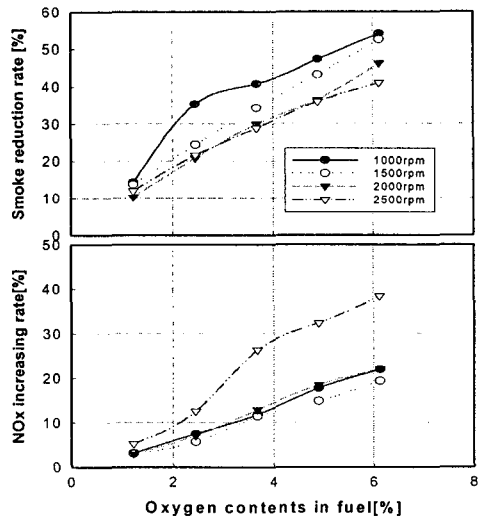 Smoke reduction rate [%]
60
50
40
30
20
10
0
1000rpm
1500rpm
2000rpm
2500rpm
NOx increasing rate[%]
50
40
30
20
10
0
0
2
4
6
8
Oxygen contents in fuel[%]